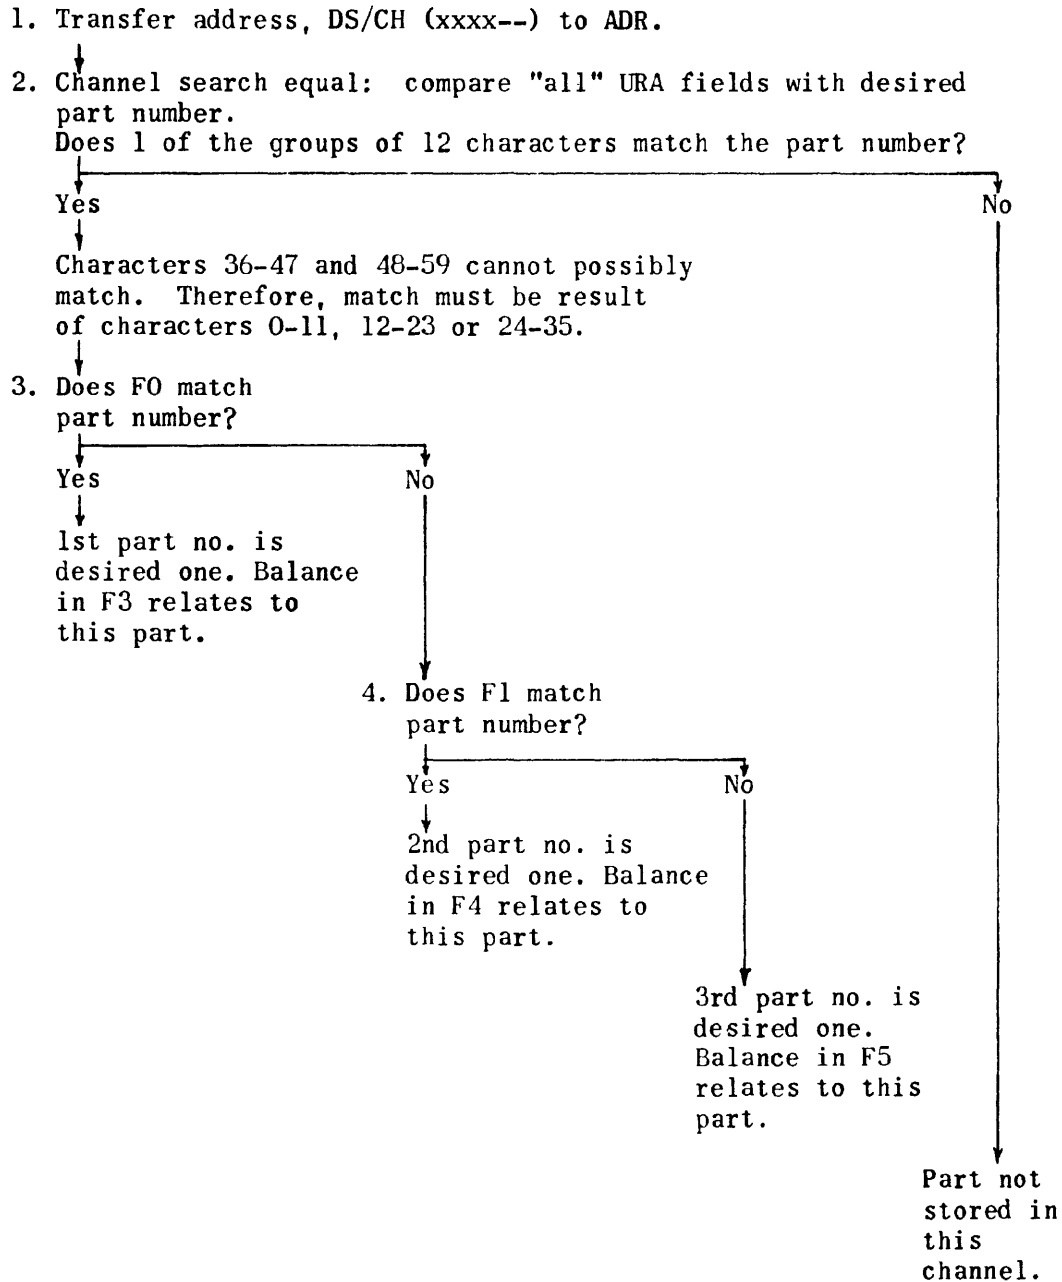 1. Transfer address, DS/CH (xxxx--) to ADR.
2. Channel search equal: compare "all" URA fields with desired
part number.
Does 1 of the groups of 12 characters match the part number?
Yes
No
Characters 36-47 and 48-59 cannot possibly
match. Therefore, match must be result
of characters 0-11, 12-23 or 24-35.
3. Does F0 match
part number?
Yes
No
1st part no. is
desired one. Balance
in F3 relates to
this part.
4. Does F1 match
part number?
Yes
No
2nd part no. is
desired one. Balance
in F4 relates to
this part.
3rd part no. is
desired one.
Balance in F5
relates to this
part.
Part not
stored in
this
channel.